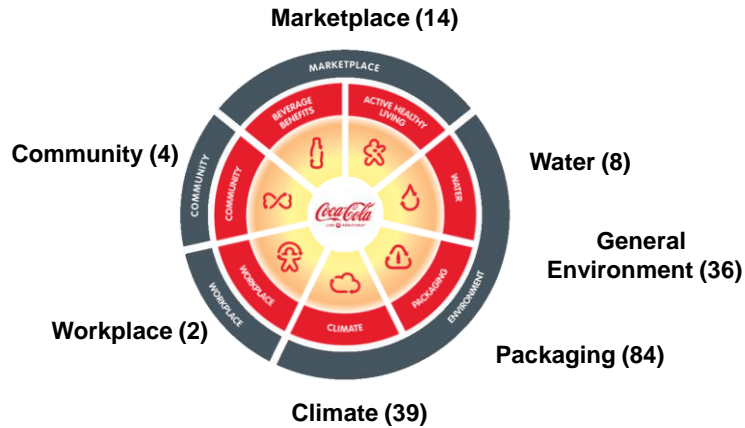 Marketplace (14)
MARKETPLACE
BEVERAGE
BENEFITS
ACTIVE HEALTHY
LIVING
Community (4)
COMMUNITY
COMMUNITY
WATER
Water (8)
Coca-Cola
General
Environment (36)
ENVIRONMENT
PACKAGING
WORKPLACE
WORKPLACE
CLIMATE
Workplace (2)
Packaging (84)
Climate (39)